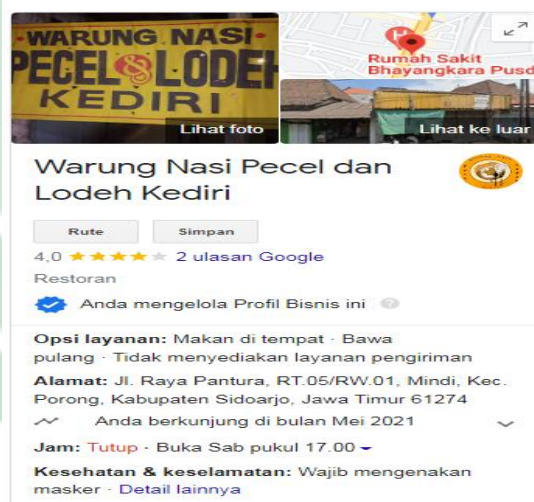 WARUNG NASI
PECEL & LODEH
KEDIRI
Lihat foto
Rumah Sakit
Bhayangkara Pusd
Lihat ke luar
Warung Nasi Pecel dan
Lodeh Kediri
Rute
Simpan
4,0 2 ulasan Google
Restoran
Anda mengelola Profil Bisnis ini
Opsi layanan: Makan di tempat · Bawa
pulang · Tidak menyediakan layanan pengiriman
Alamat: Jl. Raya Pantura, RT.05/RW.01, Mindi, Kec.
Porong, Kabupaten Sidoarjo, Jawa Timur 61274
Anda berkunjung di bulan Mei 2021
Jam: Tutup · Buka Sab pukul 17.00
Kesehatan & keselamatan: Wajib mengenakan
masker · Detail lainnya